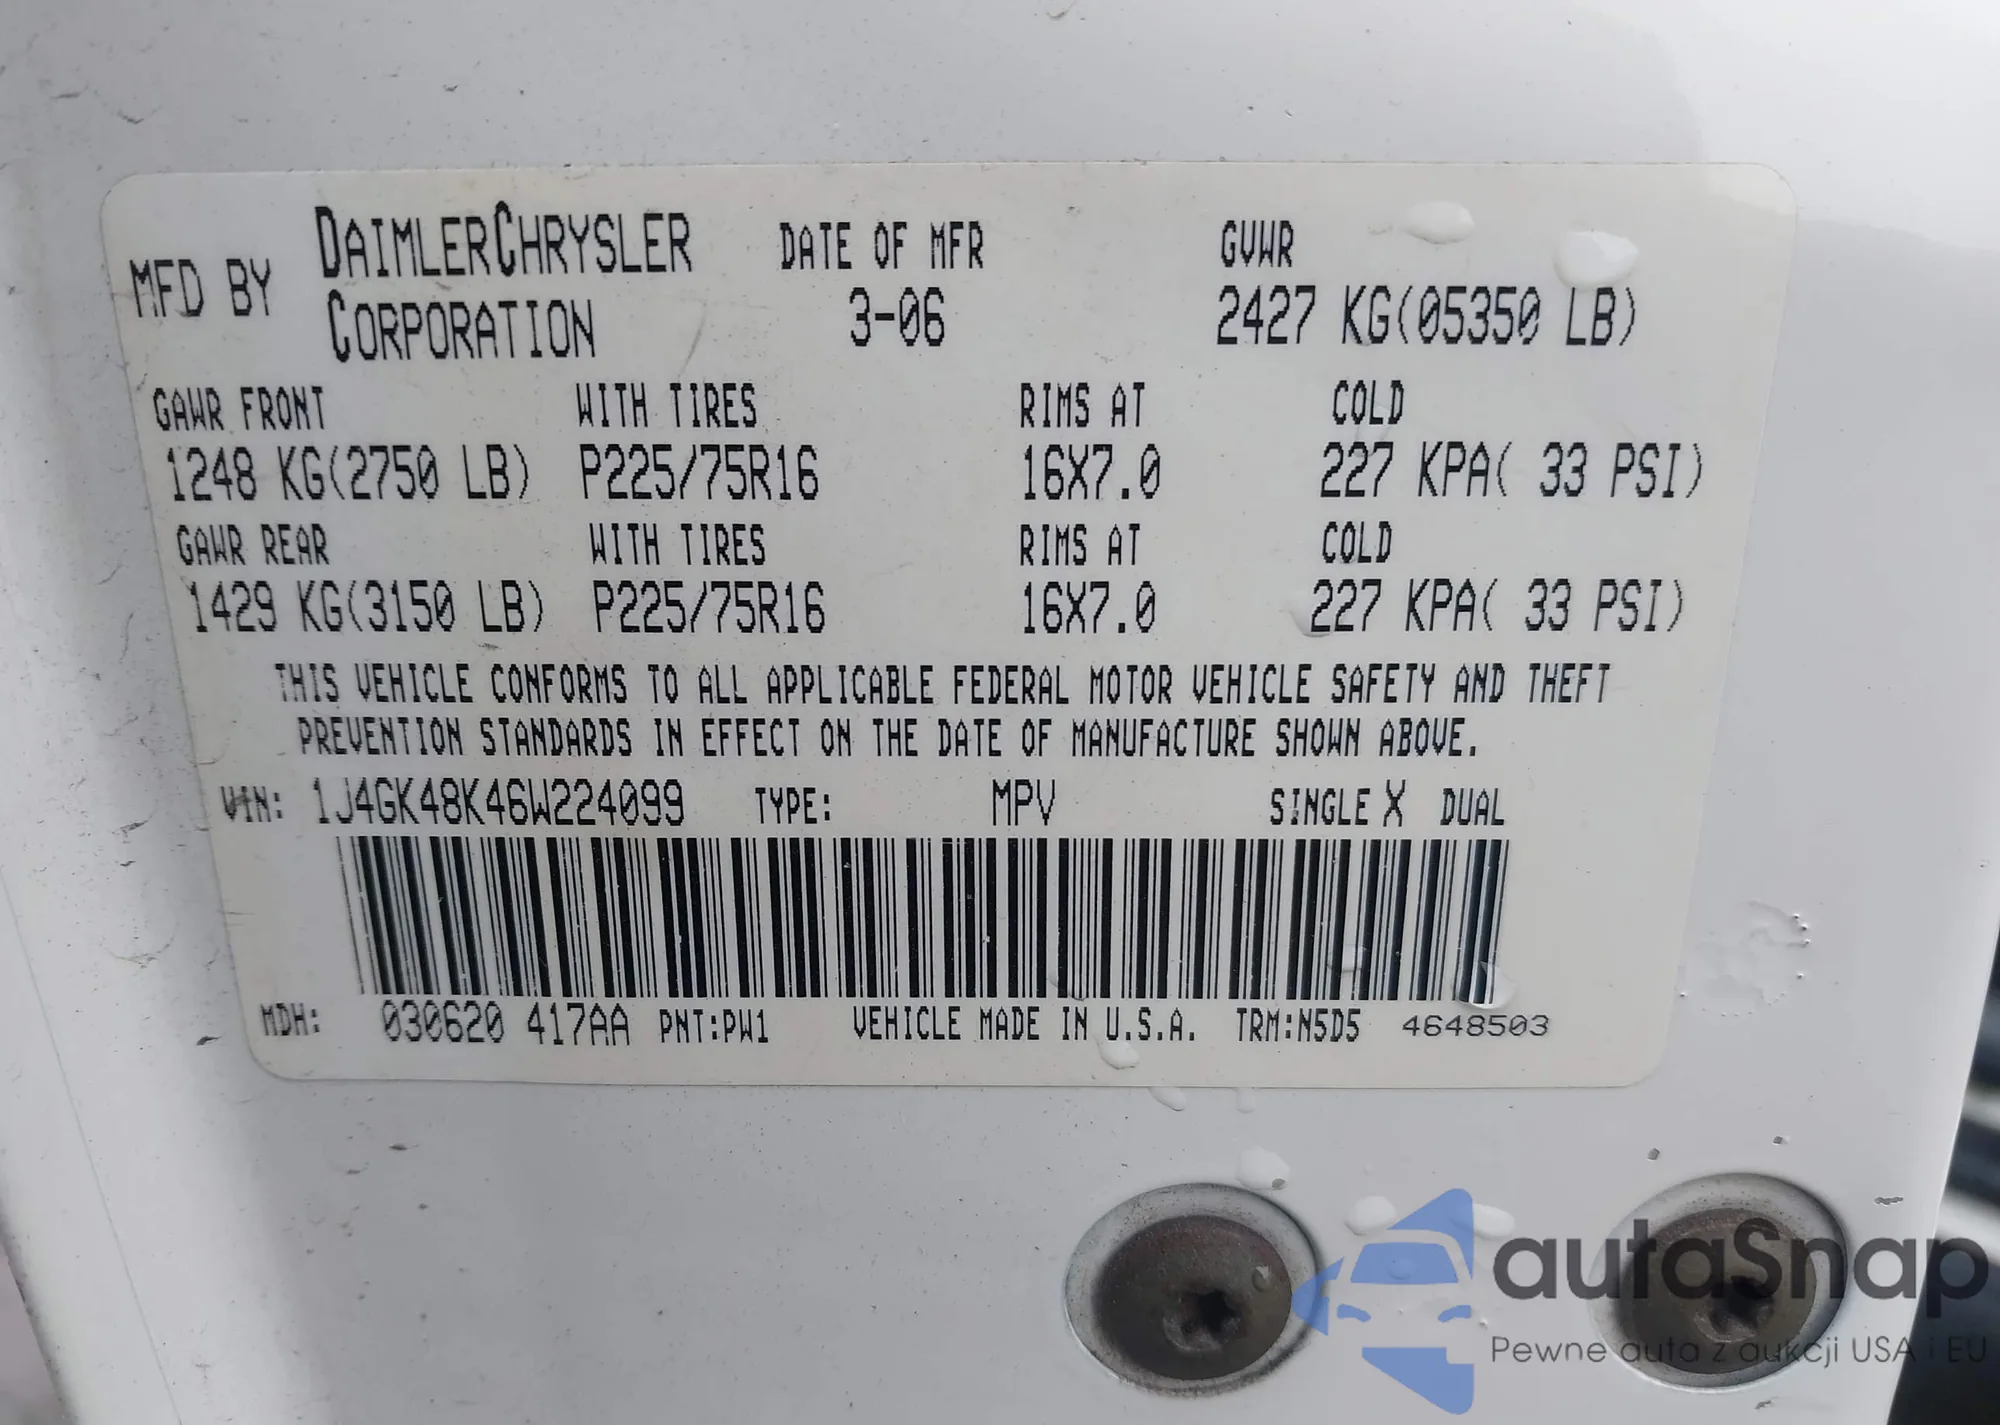 MFD BY DAIMLERCHRYSLER CORPORATION DATE OF MFR 3-06 GVWR 2427 KG(05350 LB)
GAWR FRONT WITH TIRES RIMS AT COLD
1248 KG(2750 LB) P225/75R16 16X7.0 227 KPA( 33 PSI)
GAWR REAR WITH TIRES RIMS AT COLD
1429 KG(3150 LB) P225/75R16 16X7.0 227 KPA( 33 PSI)
THIS VEHICLE CONFORMS TO ALL APPLICABLE FEDERAL MOTOR VEHICLE SAFETY AND THEFT
PREVENTION STANDARDS IN EFFECT ON THE DATE OF MANUFACTURE SHOWN ABOVE.
VIN: 1J4GK48K46W224099 TYPE: MPV SINGLE X DUAL
MDH: 030620 417AA PNT:PW1 VEHICLE MADE IN U.S.A. TRM:N5D5 4648503
autaSnap
Pewne auta z aukcji USA i EU